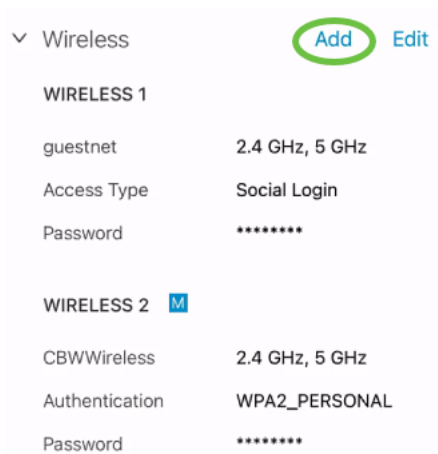 Wireless Add Edit
WIRELESS 1
guestnet 2.4 GHz, 5 GHz
Access Type Social Login
Password ********
WIRELESS 2 M
CBWWireless 2.4 GHz, 5 GHz
Authentication WPA2_PERSONAL
Password ********